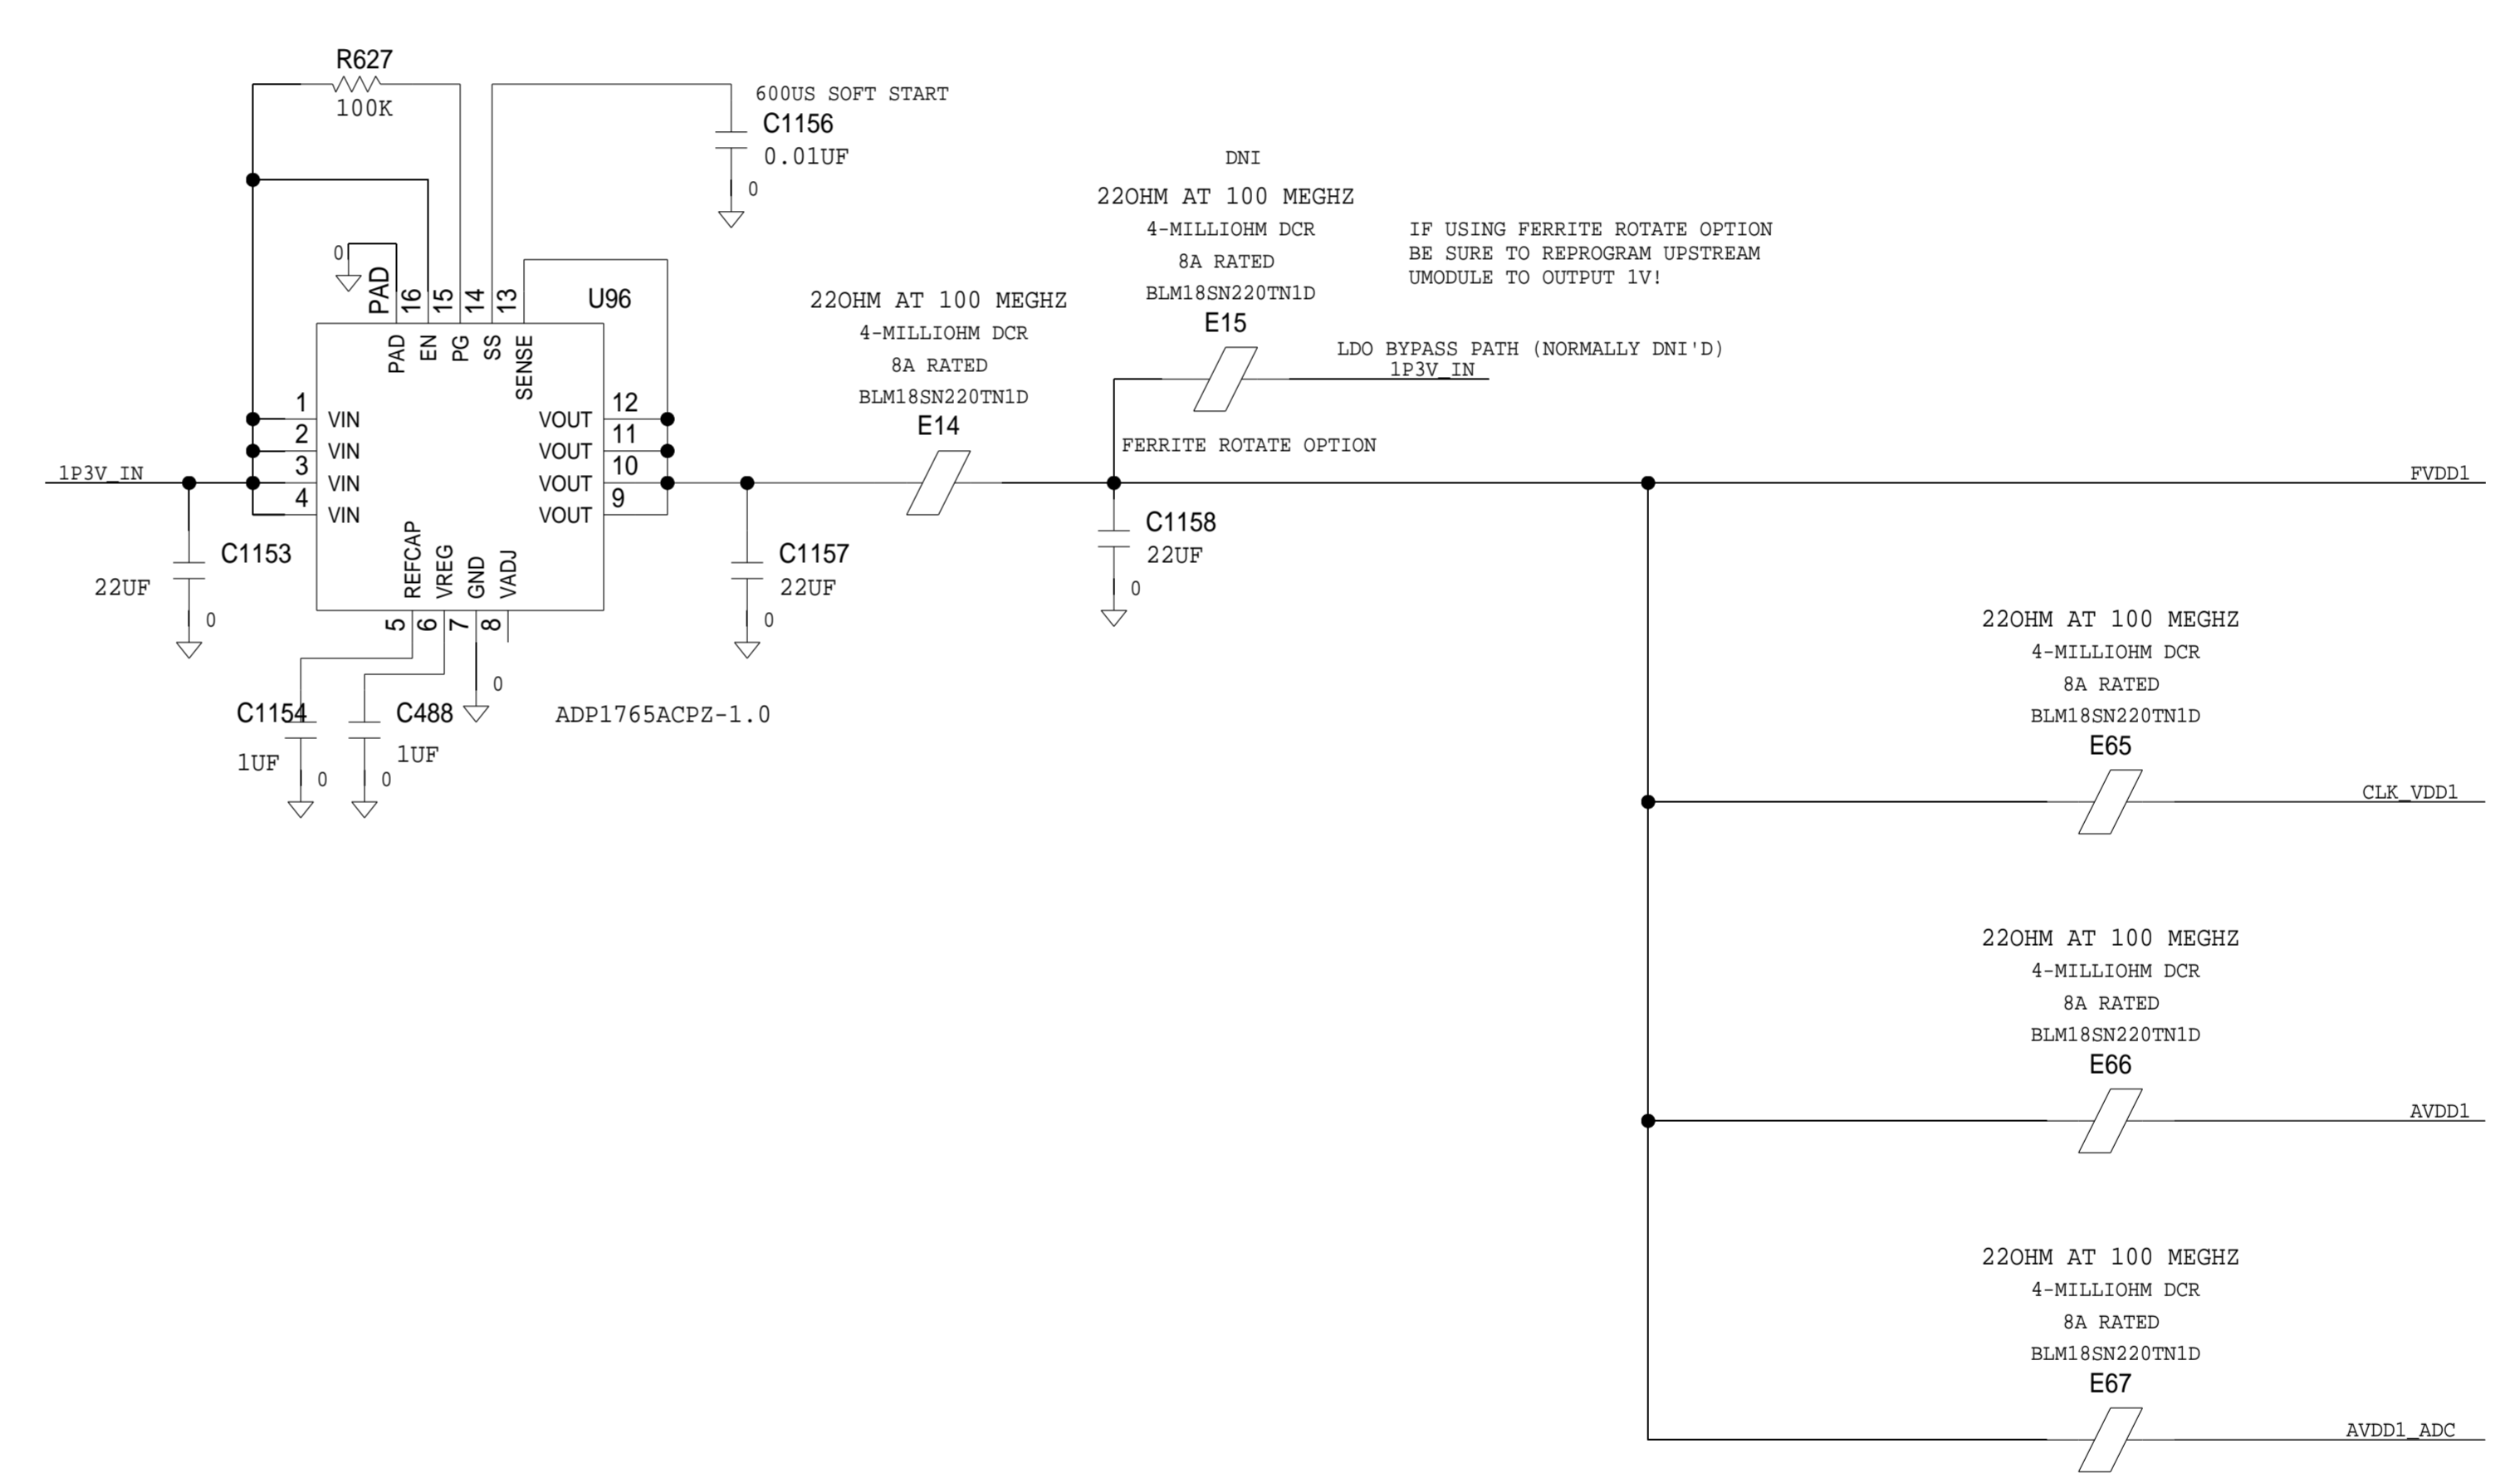 R627
100K
600US SOFT START
C1156
0.01UF
0
DNI
22OHM AT 100 MEGHZ
4-MILLIOHM DCR
8A RATED
BLM18SN220TN1D
E15
IF USING FERRITE ROTATE OPTION
BE SURE TO REPROGRAM UPSTREAM
UMODULE TO OUTPUT 1V!
LDO BYPASS PATH (NORMALLY DNI'D)
1P3V_IN
FERRITE ROTATE OPTION
0
PAD
16
15
14
13
U96
PAD
EN
PG
SS
SENSE
22OHM AT 100 MEGHZ
4-MILLIOHM DCR
8A RATED
BLM18SN220TN1D
E14
1 VIN
2 VIN
3 VIN
4 VIN
VOUT 12
VOUT 11
VOUT 10
VOUT 9
1P3V_IN
FVDD1
REFCAP
VREG
GND
VADJ
5
6
7
8
C1153
22UF
0
C1157
22UF
0
C1158
22UF
0
0
C1154
1UF
0
C488
1UF
0
ADP1765ACPZ-1.0
22OHM AT 100 MEGHZ
4-MILLIOHM DCR
8A RATED
BLM18SN220TN1D
E65
CLK_VDD1
22OHM AT 100 MEGHZ
4-MILLIOHM DCR
8A RATED
BLM18SN220TN1D
E66
AVDD1
22OHM AT 100 MEGHZ
4-MILLIOHM DCR
8A RATED
BLM18SN220TN1D
E67
AVDD1_ADC